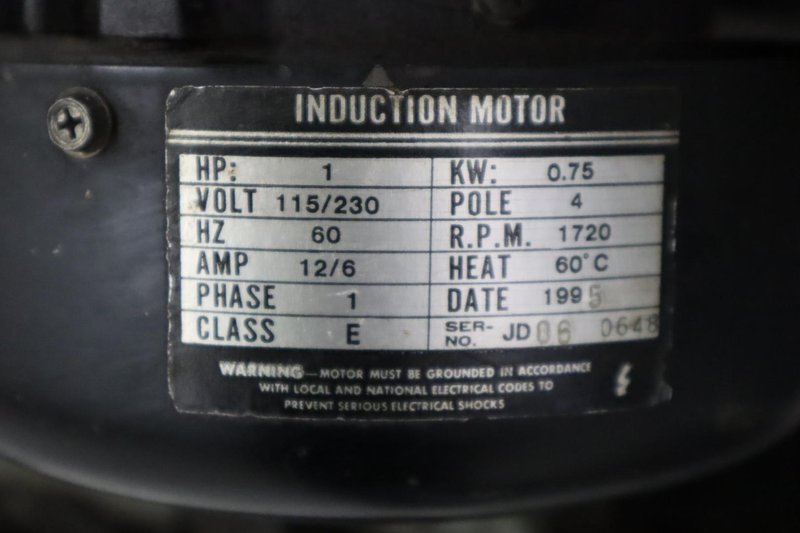 INDUCTION MOTOR
HP: 1 KW: 0.75
VOLT 115/230 POLE 4
HZ 60 R.P.M. 1720
AMP 12/6 HEAT 60°C
PHASE 1 DATE 1995
CLASS E SER-NO. JD06 0648
WARNING—MOTOR MUST BE GROUNDED IN ACCORDANCE
WITH LOCAL AND NATIONAL ELECTRICAL CODES TO
PREVENT SERIOUS ELECTRICAL SHOCKS